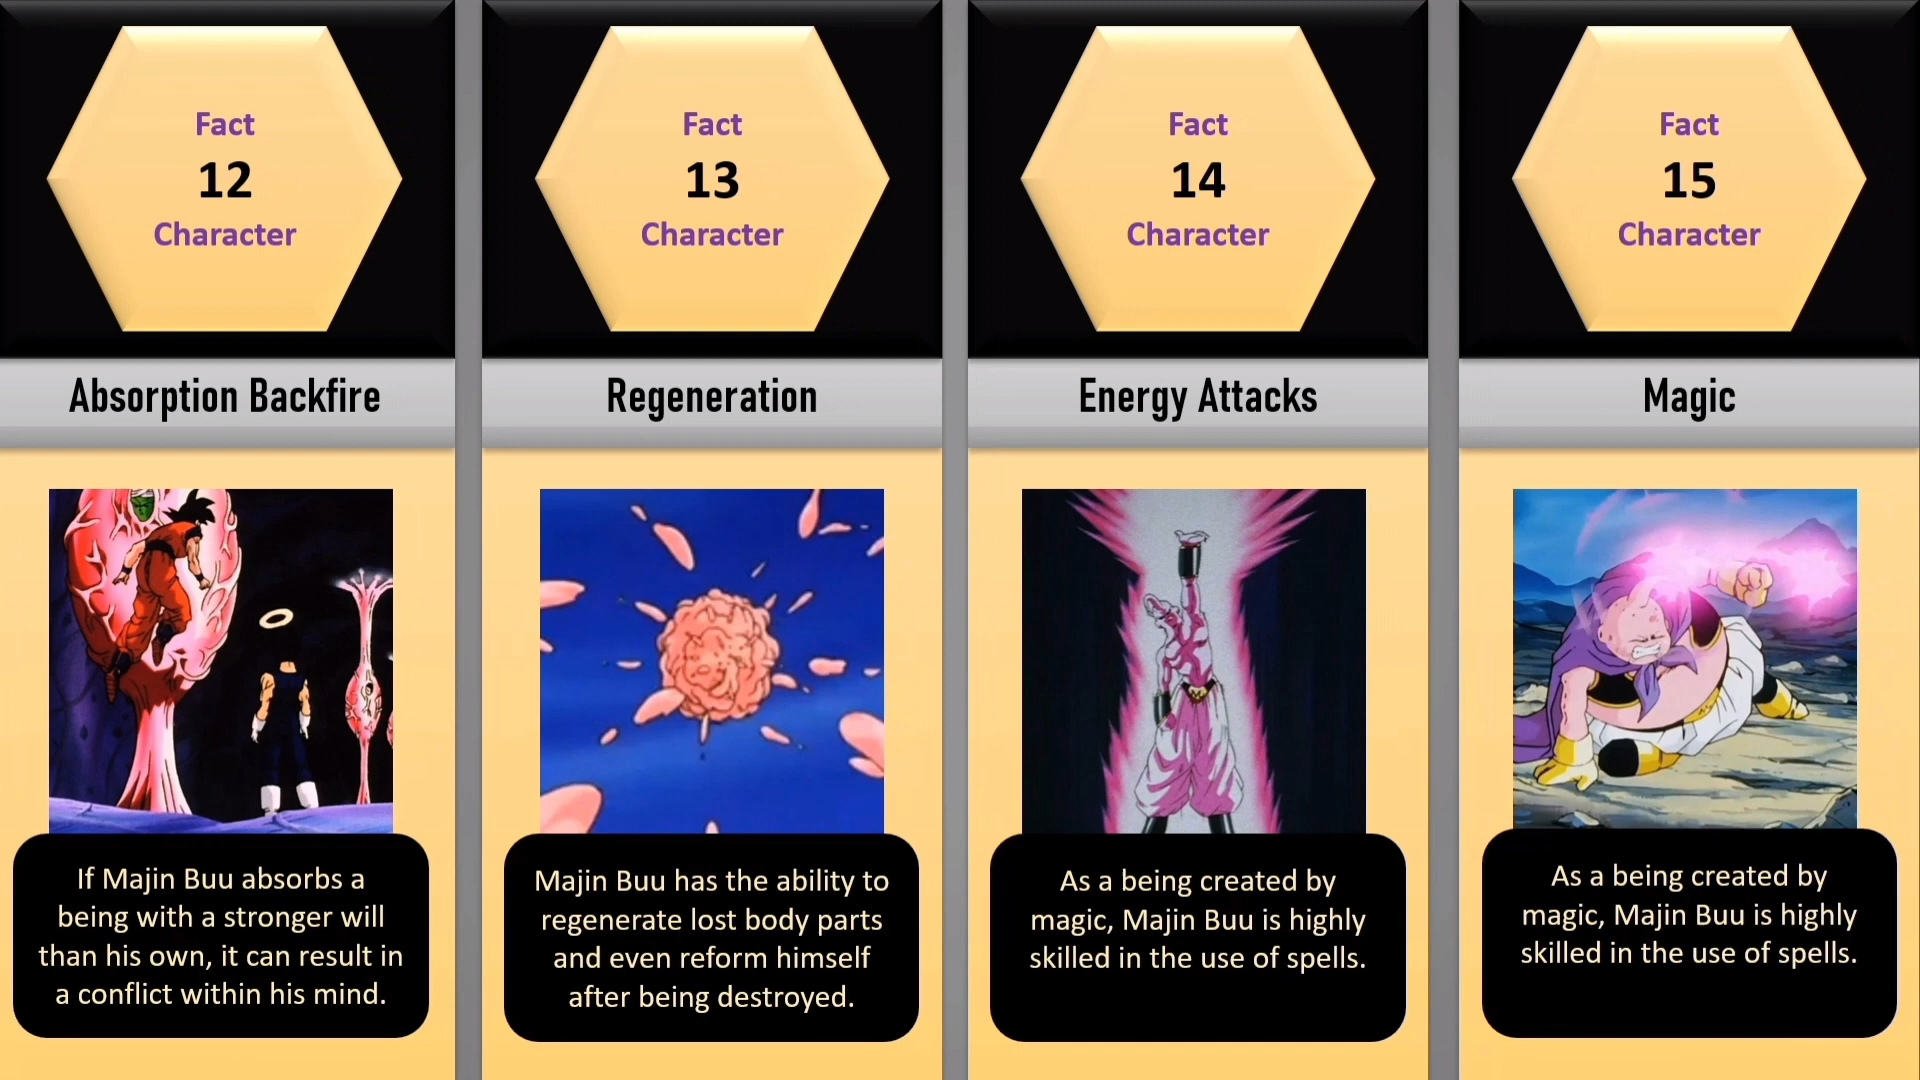 Fact
12
Character
Absorption Backfire
If Majin Buu absorbs a
being with a stronger will
than his own, it can result in
a conflict within his mind.
Fact
13
Character
Regeneration
Majin Buu has the ability to
regenerate lost body parts
and even reform himself
after being destroyed.
Fact
14
Character
Energy Attacks
As a being created by
magic, Majin Buu is highly
skilled in the use of spells.
Fact
15
Character
Magic
As a being created by
magic, Majin Buu is highly
skilled in the use of spells.